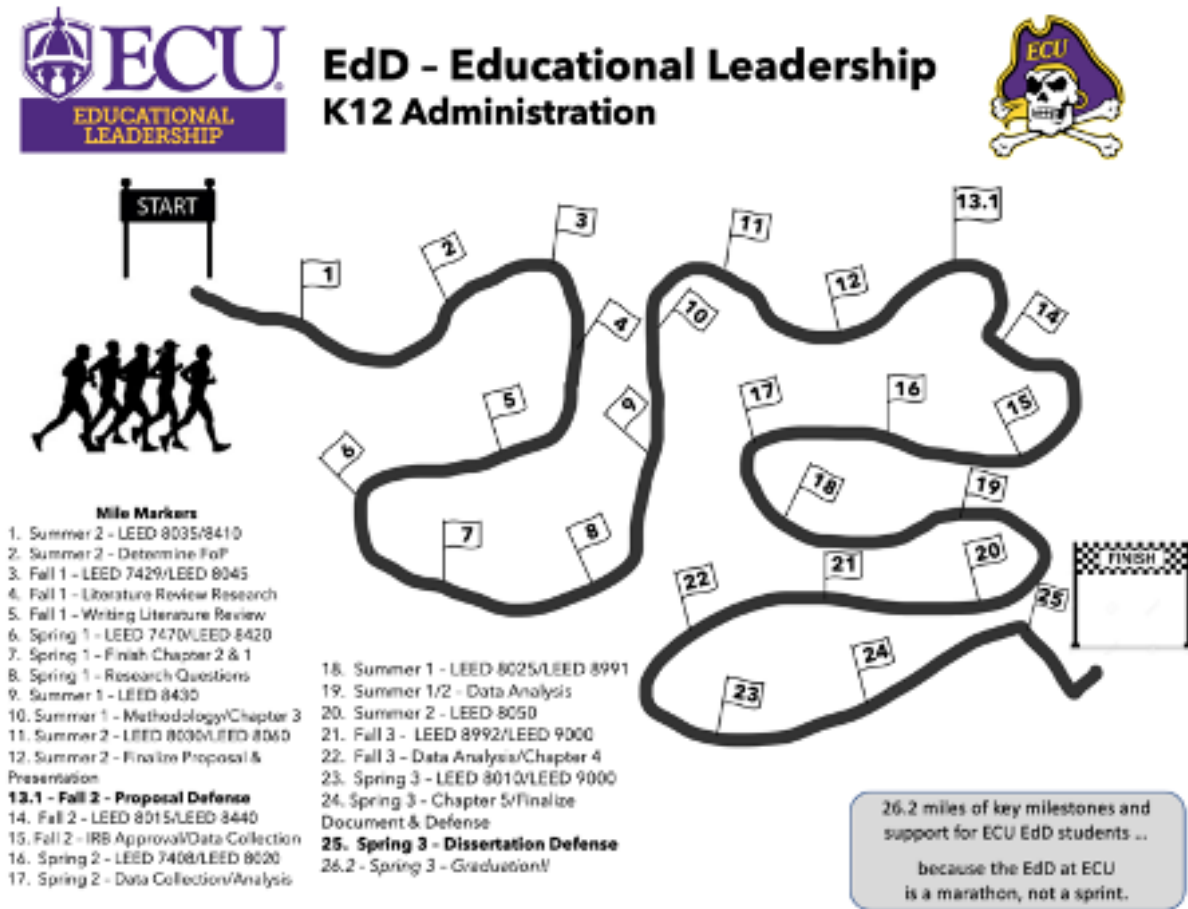 ECU
EDUCATIONAL
LEADERSHIP
EdD - Educational Leadership
K12 Administration
ECU
START
1
2
3
4
5
6
7
8
9
10
11
12
13.1
14
15
16
17
18
19
20
21
22
23
24
25
FINISH
Mile Markers
1. Summer 2 - LEED 8035/8410
2. Summer 2 - Determine FoP
3. Fall 1 - LEED 7429/LEED 8045
4. Fall 1 - Literature Review Research
5. Fall 1 - Writing Literature Review
6. Spring 1 - LEED 7470/LEED 8420
7. Spring 1 - Finish Chapter 2 & 1
8. Spring 1 - Research Questions
9. Summer 1 - LEED 8430
10. Summer 1 - Methodology/Chapter 3
11. Summer 2 - LEED 8030/LEED 8060
12. Summer 2 - Finalize Proposal &
Presentation
13.1 - Fall 2 - Proposal Defense
14. Fall 2 - LEED 8015/LEED 8440
15. Fall 2 - IRB Approval/Data Collection
16. Spring 2 - LEED 7408/LEED 8020
17. Spring 2 - Data Collection/Analysis
18. Summer 1 - LEED 8025/LEED 8991
19. Summer 1/2 - Data Analysis
20. Summer 2 - LEED 8050
21. Fall 3 - LEED 8992/LEED 9000
22. Fall 3 - Data Analysis/Chapter 4
23. Spring 3 - LEED 8010/LEED 9000
24. Spring 3 - Chapter 5/Finalize
Document & Defense
25. Spring 3 - Dissertation Defense
26.2 - Spring 3 - Graduation!!
26.2 miles of key milestones and
support for ECU EdD students ...
because the EdD at ECU
is a marathon, not a sprint.